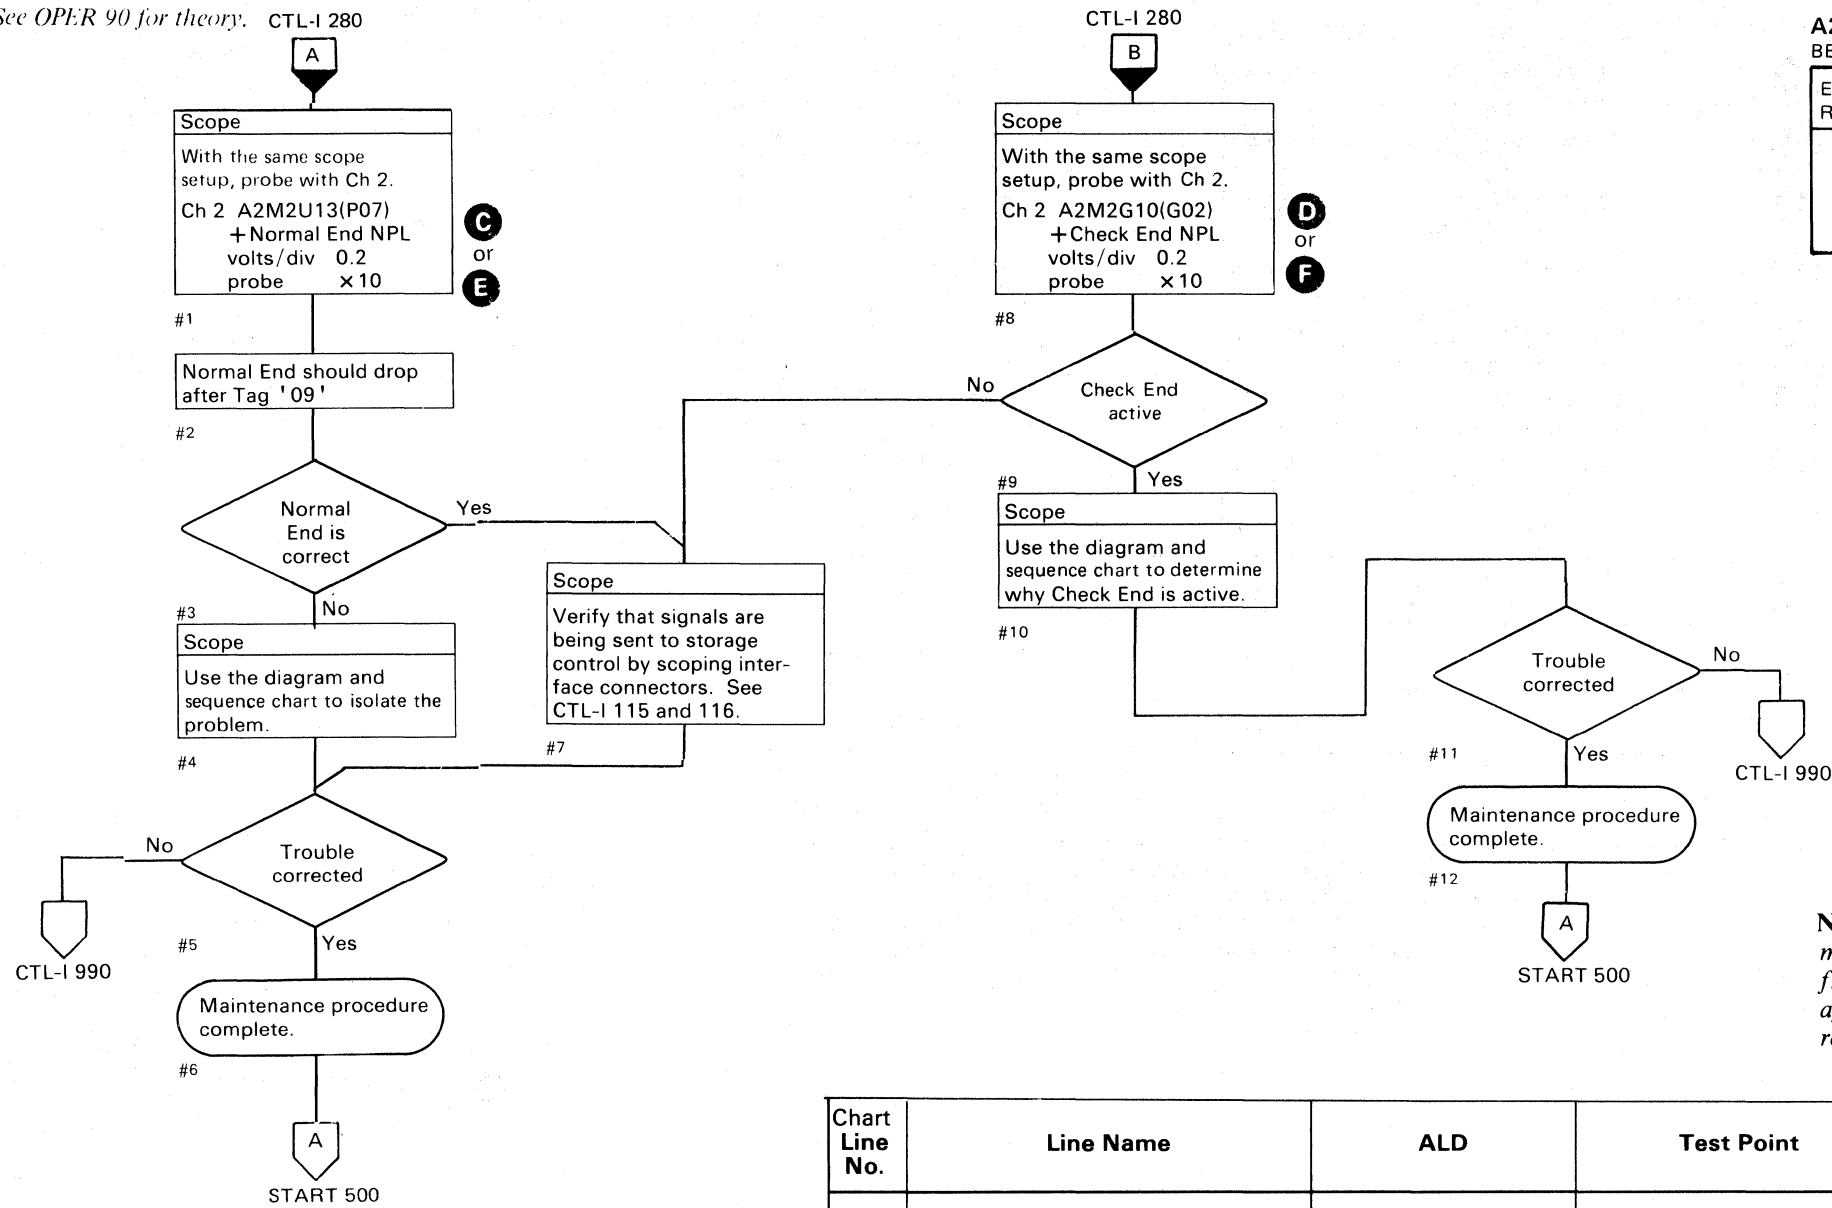 See OPER 90 for theory.
CTL-I 280
A
Scope
With the same scope
setup, probe with Ch 2.
Ch 2 A2M2U13(P07)
+Normal End NPL
volts/div 0.2
probe ×10
C
or
E
#1
Normal End should drop
after Tag '09'
#2
Normal
End is
correct
Yes
No
#3
Scope
Use the diagram and
sequence chart to isolate the
problem.
#4
Trouble
corrected
No
CTL-I 990
Yes
#5
Maintenance procedure
complete.
#6
A
START 500
Scope
Verify that signals are
being sent to storage
control by scoping inter-
face connectors. See
CTL-I 115 and 116.
#7
CTL-I 280
B
Scope
With the same scope
setup, probe with Ch 2.
Ch 2 A2M2G10(G02)
+Check End NPL
volts/div 0.2
probe ×10
D
or
F
#8
Check End
active
No
Yes
#9
Scope
Use the diagram and
sequence chart to determine
why Check End is active.
#10
Trouble
corrected
No
CTL-I 990
#11
Yes
Maintenance procedure
complete.
#12
A
START 500
Chart
Line
No.
Line Name
ALD
Test Point